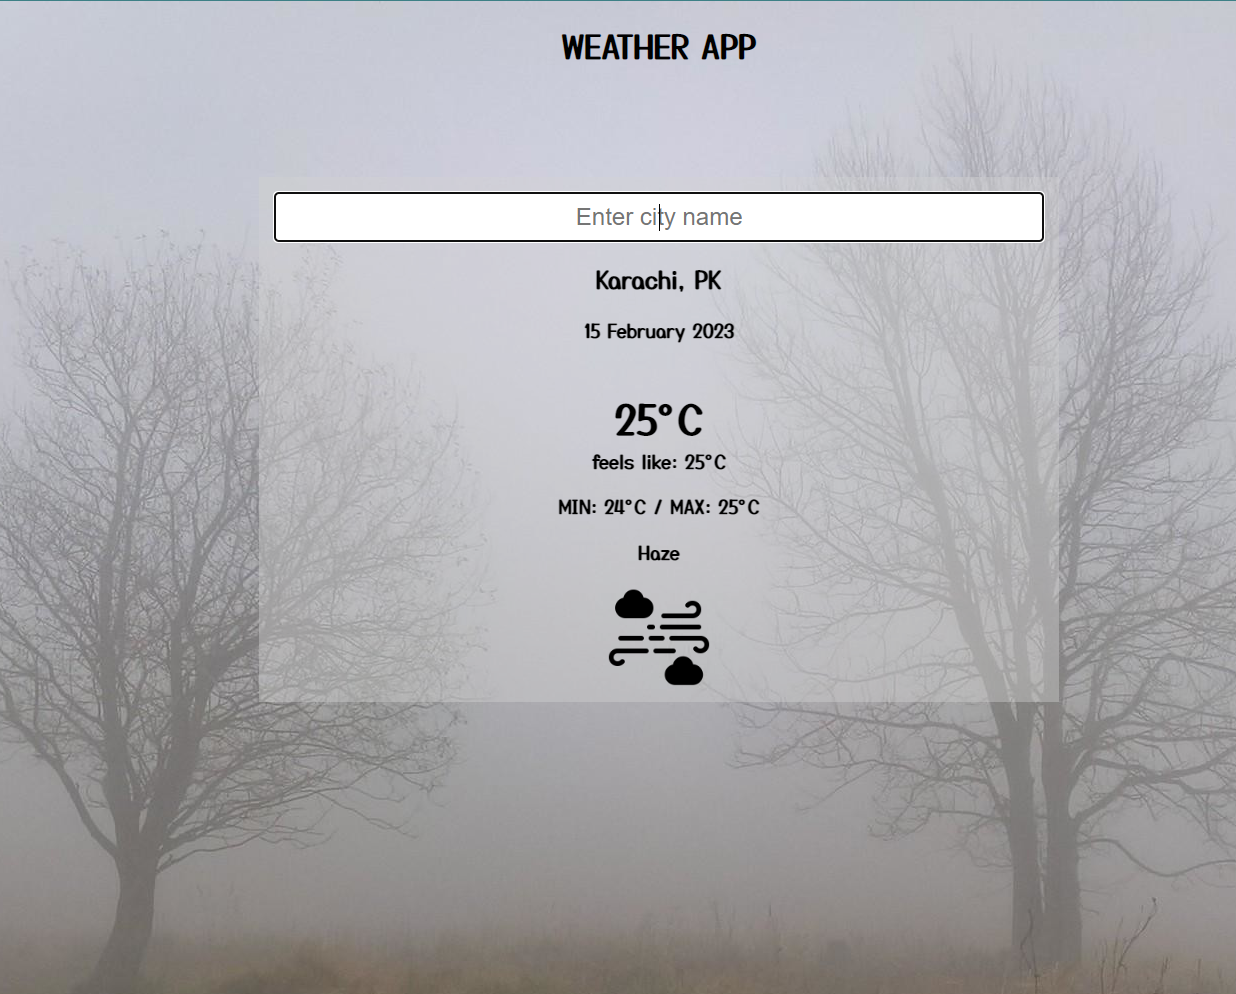 WEATHER APP
Enter city name
Karachi, PK
15 February 2023
25°C
feels like: 25°C
MIN: 24°C / MAX: 25°C
Haze